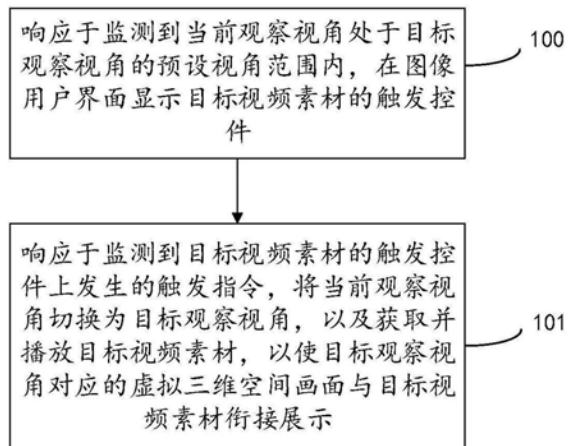 响应于监测到当前观察视角处于目标
观察视角的预设视角范围内，在图像
用户界面显示目标视频素材的触发控
件
100
响应于监测到目标视频素材的触发控
件上发生的触发指令，将当前观察视
角切换为目标观察视角，以及获取并
播放目标视频素材，以使目标观察视
角对应的虚拟三维空间画面与目标视
频素材衔接展示
101